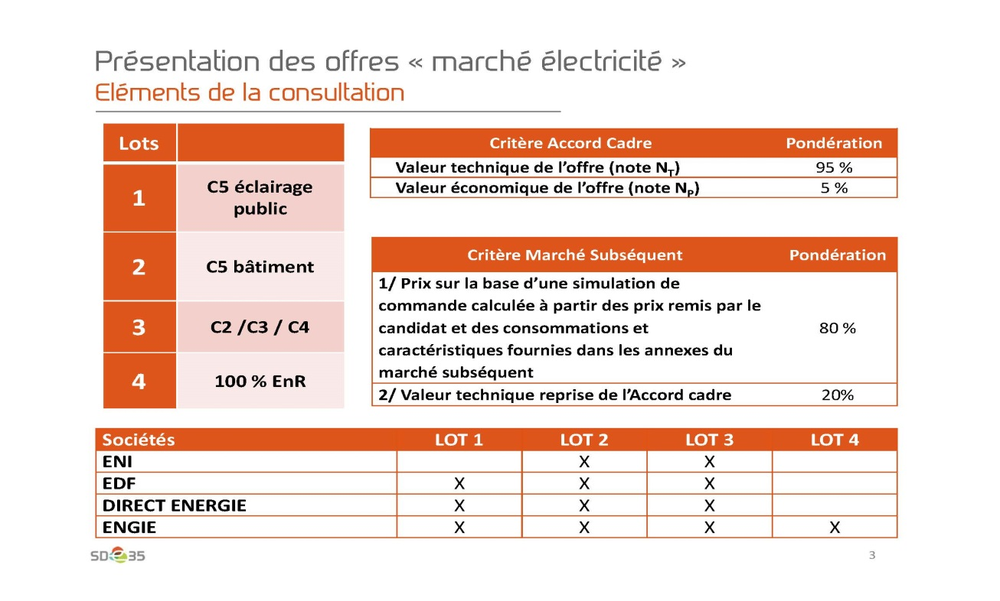 Présentation des offres « marché électricité »
Eléments de la consultation
Lots
1 C5 éclairage
public
2 C5 bâtiment
3 C2 /C3 / C4
4 100 % EnR
Critère Accord Cadre Pondération
Valeur technique de l’offre (note NT) 95 %
Valeur économique de l’offre (note NP) 5 %
Critère Marché Subséquent Pondération
1/ Prix sur la base d’une simulation de
commande calculée à partir des prix remis par le
candidat et des consommations et 80 %
caractéristiques fournies dans les annexes du
marché subséquent
2/ Valeur technique reprise de l’Accord cadre 20%
Sociétés LOT 1 LOT 2 LOT 3 LOT 4
ENI X X
EDF X X X
DIRECT ENERGIE X X X
ENGIE X X X X
SDE35
3